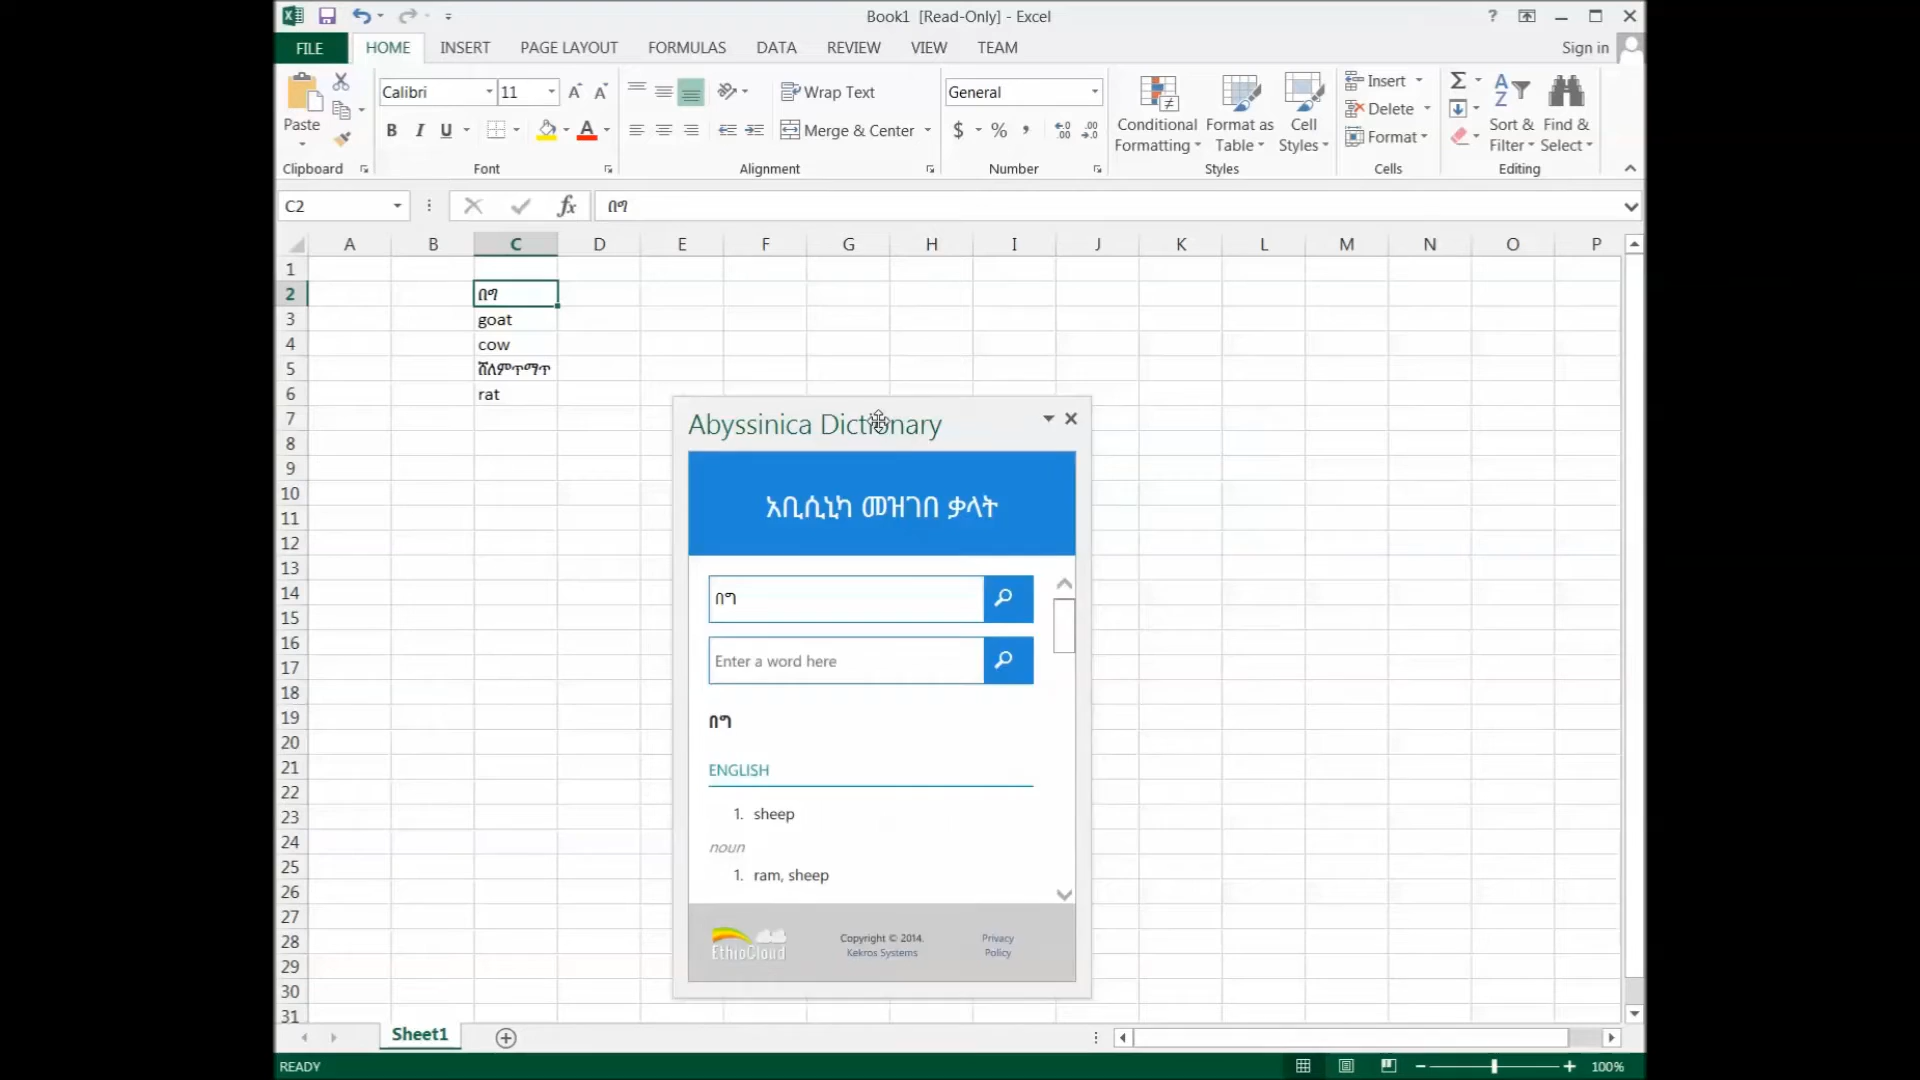 Book1 [Read-Only] - Excel
?
FILE HOME INSERT PAGE LAYOUT FORMULAS DATA REVIEW VIEW TEAM Sign in
Paste
Calibri 11
B I U
Wrap Text
Merge & Center
General
$ % ,
Conditional Formatting
Format as Table
Cell Styles
Insert
Delete
Format
Sort & Filter
Find & Select
Clipboard Font Alignment Number Styles Cells Editing
C2 fx በግ
A B C D E F G H I J K L M N O P
1
2 በግ
3 goat
4 cow
5 ሸለምጥማጥ
6 rat
7
8
9
10
11
12
13
14
15
16
17
18
19
20
21
22
23
24
25
26
27
28
29
30
31
Abyssinica Dictionary
አቢሲኒካ መዝገበ ቃላት
በግ
Enter a word here
በግ
ENGLISH
1. sheep
noun
1. ram, sheep
EthioCloud
Copyright © 2014.
Kekros Systems
Privacy
Policy
Sheet1
READY 100%